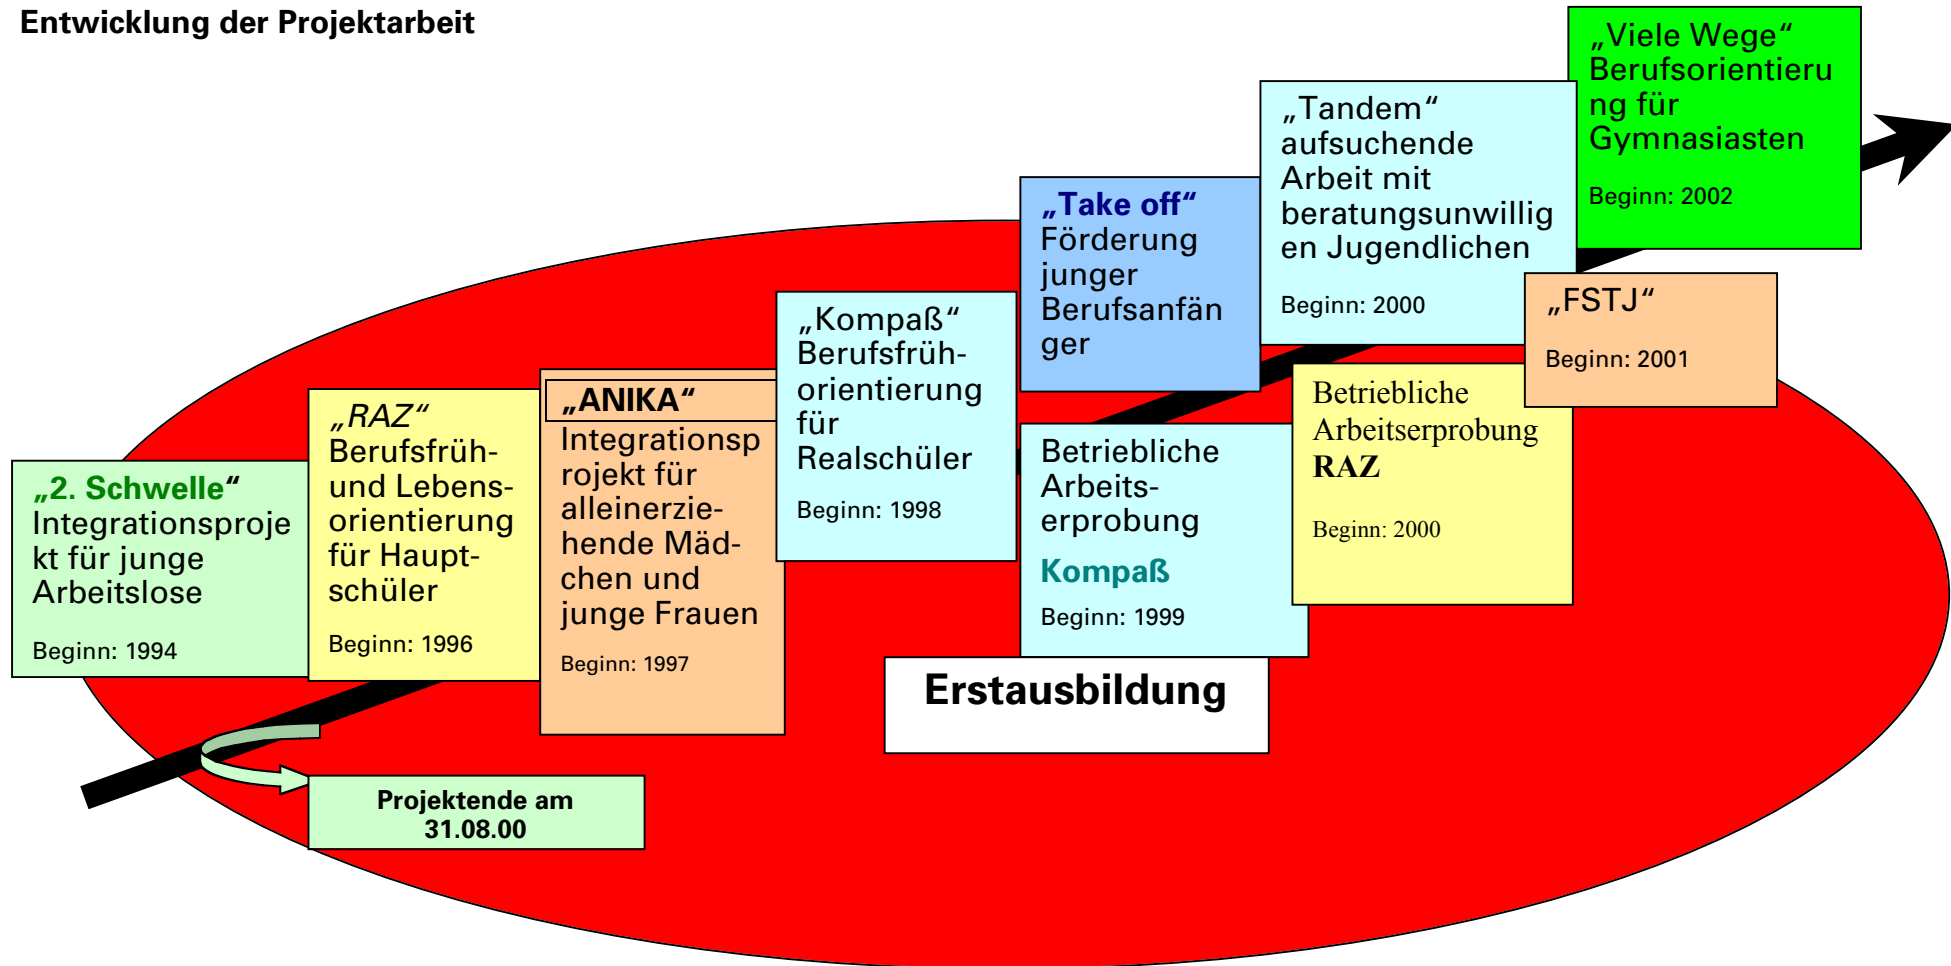 Entwicklung der Projektarbeit
„2. Schwelle“
Integrationsproje
kt für junge
Arbeitslose
Beginn: 1994
„RAZ“
Berufsfrüh-
und Lebens-
orientierung
für Haupt-
schüler
Beginn: 1996
„ANIKA“
Integrationsp
rojekt für
alleinerzie-
hende Mäd-
chen und
junge Frauen
Beginn: 1997
„Kompaß“
Berufsfrüh-
orientierung
für
Realschüler
Beginn: 1998
„Take off“
Förderung
junger
Berufsanfän
ger
Betriebliche
Arbeits-
erprobung
Kompaß
Beginn: 1999
„Tandem“
aufsuchende
Arbeit mit
beratungsunwillig
en Jugendlichen
Beginn: 2000
Betriebliche
Arbeitserprobung
RAZ
Beginn: 2000
„FSTJ“
Beginn: 2001
„Viele Wege“
Berufsorientieru
ng für
Gymnasiasten
Beginn: 2002
Erstausbildung
Projektende am
31.08.00